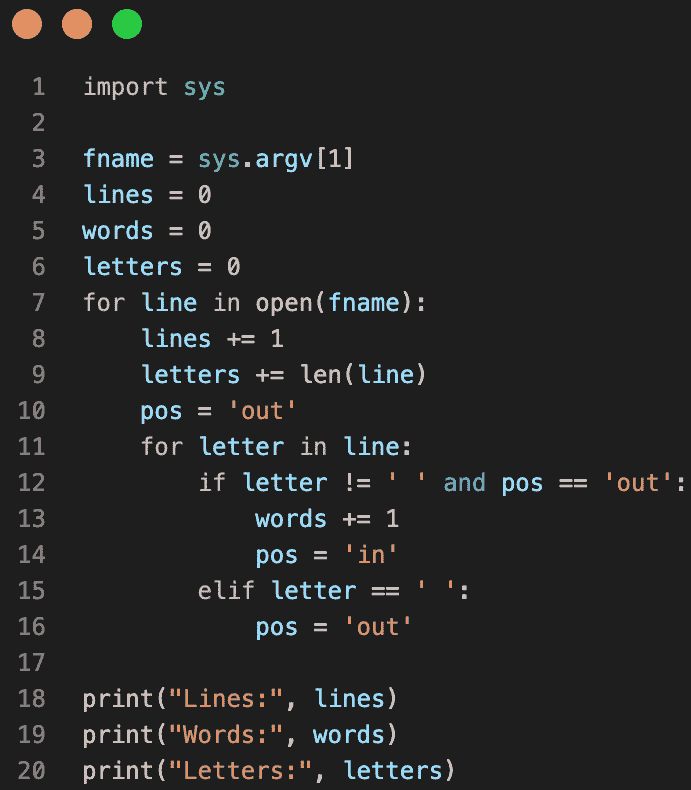 1 import sys
2
3 fname = sys.argv[1]
4 lines = 0
5 words = 0
6 letters = 0
7 for line in open(fname):
8     lines += 1
9     letters += len(line)
10     pos = 'out'
11     for letter in line:
12         if letter != ' ' and pos == 'out':
13             words += 1
14             pos = 'in'
15         elif letter == ' ':
16             pos = 'out'
17
18 print("Lines:", lines)
19 print("Words:", words)
20 print("Letters:", letters)